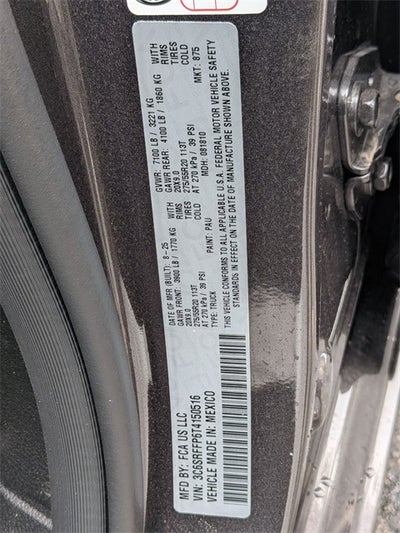 MFD BY: FCA US LLC
VIN: 3C6SRFFP6T4150516
VEHICLE MADE IN: MEXICO
DATE OF MFR (BUILT): 8-25
GAWR FRONT: 3900 LB / 1770 KG WITH
20X9.0 RIMS
275/55R20 113T TIRES
AT 270 kPa / 39 PSI COLD
TYPE: TRUCK PAINT: PAU
GVWR: 7100 LB / 3221 KG
GAWR REAR: 4100 LB / 1860 KG WITH
20X9.0 RIMS
275/55R20 113T TIRES
AT 270 kPa / 39 PSI COLD
MDH: 081810 MKT: 875
THIS VEHICLE CONFORMS TO ALL APPLICABLE U.S.A. FEDERAL MOTOR VEHICLE SAFETY
STANDARDS IN EFFECT ON THE DATE OF MANUFACTURE SHOWN ABOVE.